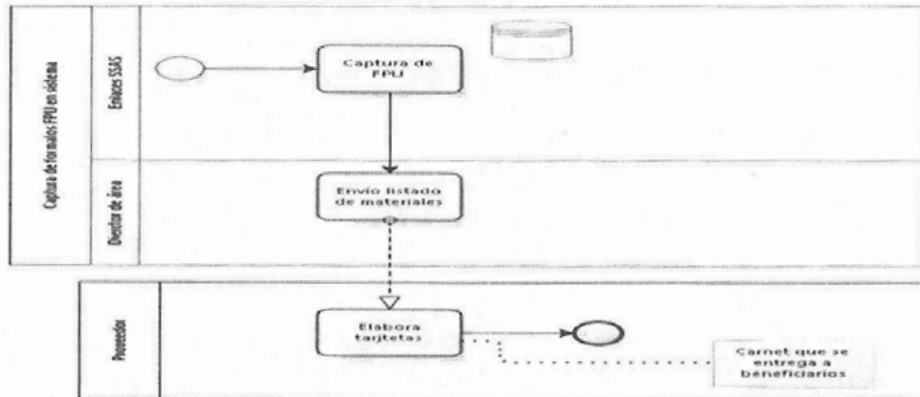 Captura de formatos FPU en sistema
Enlaces SSAS
Captura de
FPU
Director de área
Envío listado
de materiales
Proveedor
Elabora
tarjtetas
Carnet que se
entrega a
beneficiarios